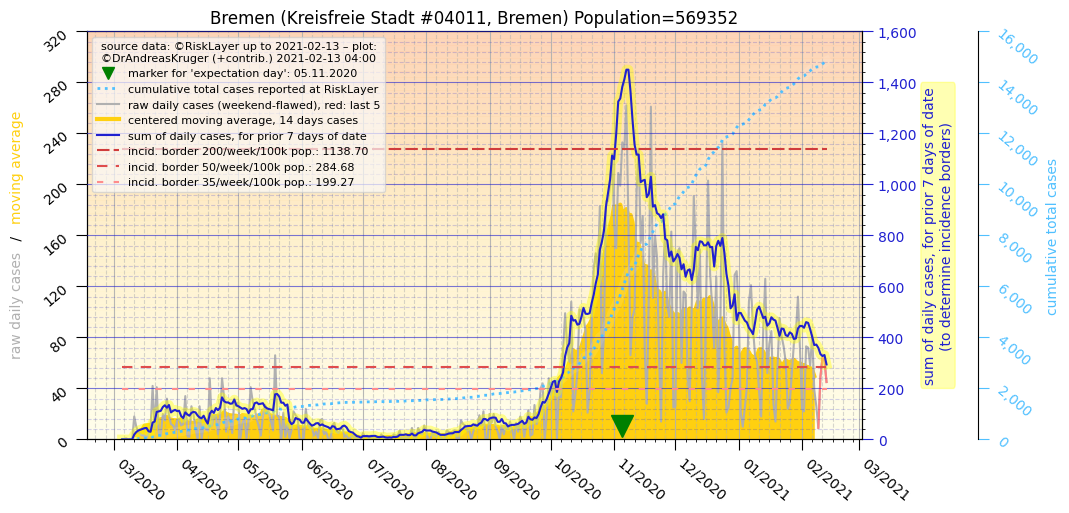 Bremen (Kreisfreie Stadt #04011, Bremen) Population=569352
source data: ©RiskLayer up to 2021-02-13 – plot:
©DrAndreasKruger (+contrib.) 2021-02-13 04:00
marker for 'expectation day': 05.11.2020
cumulative total cases reported at RiskLayer
raw daily cases (weekend-flawed), red: last 5
centered moving average, 14 days cases
sum of daily cases, for prior 7 days of date
incid. border 200/week/100k pop.: 1138.70
incid. border 50/week/100k pop.: 284.68
incid. border 35/week/100k pop.: 199.27
raw daily cases / moving average
320
280
240
200
160
120
80
40
0
03/2020
04/2020
05/2020
06/2020
07/2020
08/2020
09/2020
10/2020
11/2020
12/2020
01/2021
02/2021
03/2021
1,600
1,400
1,200
1,000
800
600
400
200
0
sum of daily cases, for prior 7 days of date
(to determine incidence borders)
16,000
14,000
12,000
10,000
8,000
6,000
4,000
2,000
0
cumulative total cases